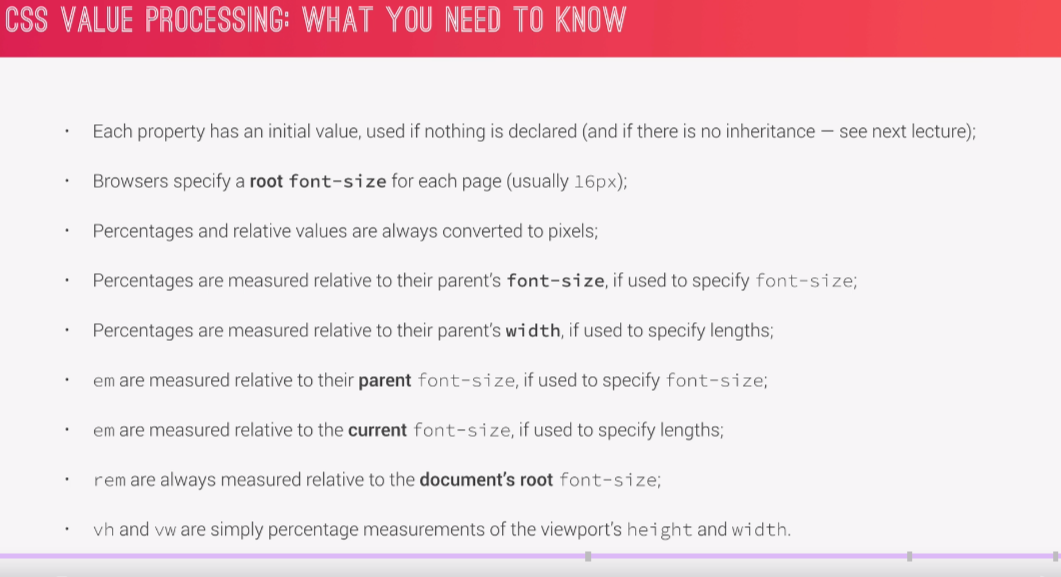 CSS VALUE PROCESSING: WHAT YOU NEED TO KNOW
• Each property has an initial value, used if nothing is declared (and if there is no inheritance — see next lecture);
• Browsers specify a root font-size for each page (usually 16px);
• Percentages and relative values are always converted to pixels;
• Percentages are measured relative to their parent's font-size, if used to specify font-size;
• Percentages are measured relative to their parent's width, if used to specify lengths;
• em are measured relative to their parent font-size, if used to specify font-size;
• em are measured relative to the current font-size, if used to specify lengths;
• rem are always measured relative to the document's root font-size;
• vh and vw are simply percentage measurements of the viewport's height and width.